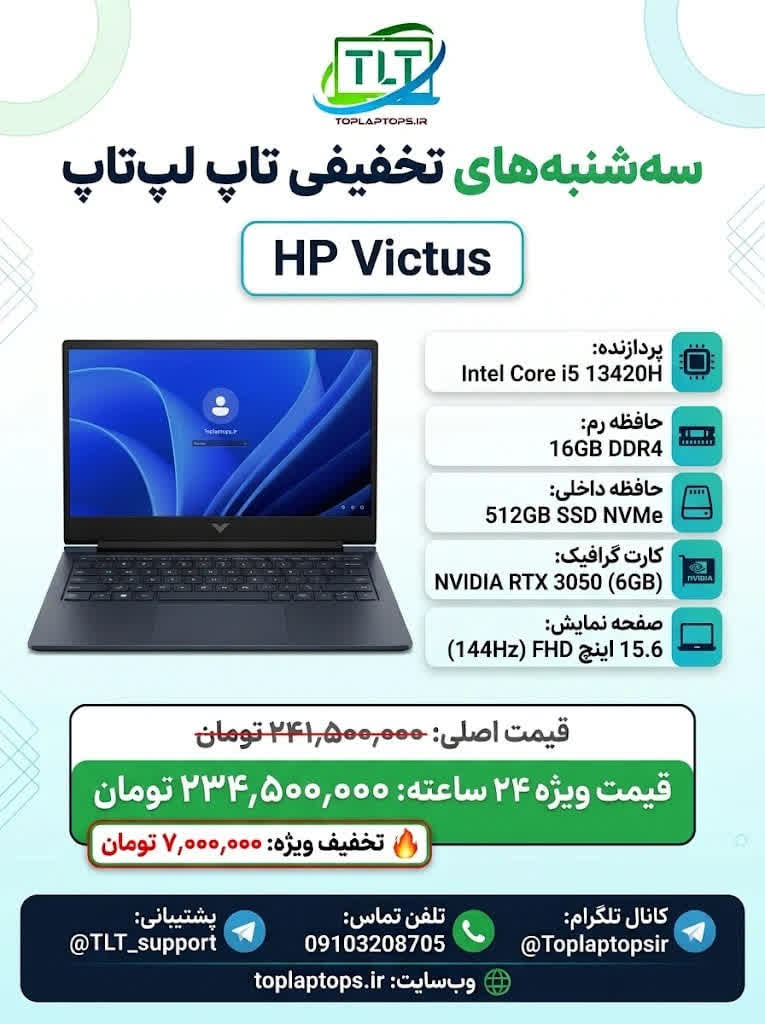 TLT
TOPLAPTOPS.IR
سه‌شنبه‌های تخفیفی تاپ لپ‌تاپ
HP Victus
Toplaptops.ir
پردازنده:
Intel Core i5 13420H
حافظه رم:
16GB DDR4
حافظه داخلی:
512GB SSD NVMe
کارت گرافیک:
NVIDIA RTX 3050 (6GB)
NVIDIA
صفحه نمایش:
15.6 اینچ FHD (144Hz)
قیمت اصلی: ۲۴۱,۵۰۰,۰۰۰ تومان
قیمت ویژه ۲۴ ساعته: ۲۳۴,۵۰۰,۰۰۰ تومان
🔥 تخفیف ویژه: ۷,۰۰۰,۰۰۰ تومان
کانال تلگرام:
@Toplaptopsir
تلفن تماس:
09103208705
پشتیبانی:
@TLT_support
وب‌سایت: toplaptops.ir